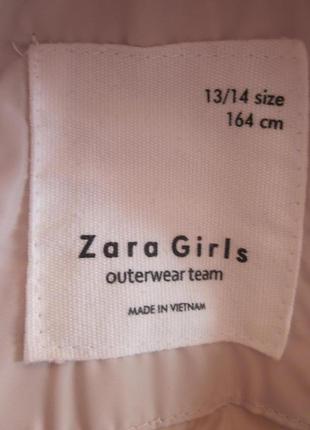 13/14 size
164 cm
Zara Girls
outerwear team
MADE IN VIETNAM